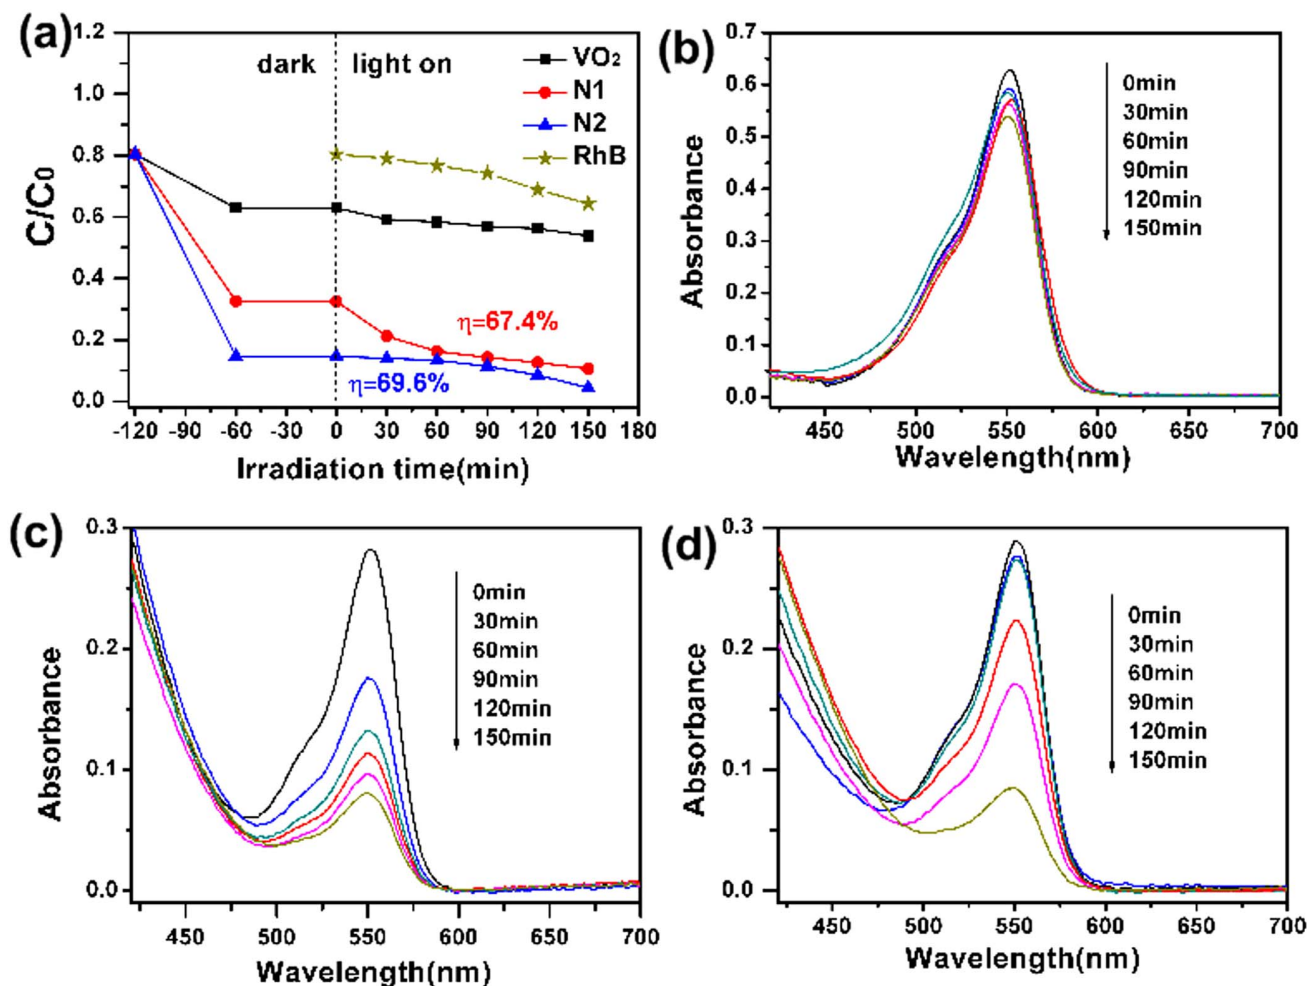 (a)
1.2
1.0
0.8
0.6
0.4
0.2
0.0
C/C0
dark
light on
VO2
N1
N2
RhB
η=67.4%
η=69.6%
-120 -90 -60 -30 0 30 60 90 120 150 180
Irradiation time(min)
(b)
0.7
0.6
0.5
0.4
0.3
0.2
0.1
0.0
Absorbance
0min
30min
60min
90min
120min
150min
450 500 550 600 650 700
Wavelength(nm)
(c)
0.3
0.2
0.1
0.0
Absorbance
0min
30min
60min
90min
120min
150min
450 500 550 600 650 700
Wavelength(nm)
(d)
0.3
0.2
0.1
0.0
Absorbance
0min
30min
60min
90min
120min
150min
450 500 550 600 650 700
Wavelength(nm)